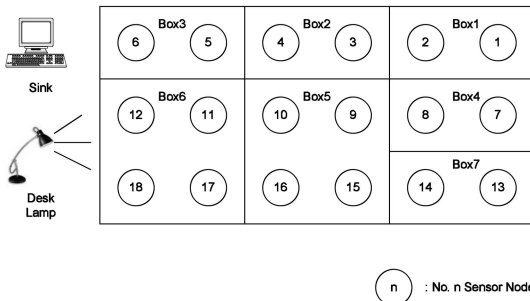 Box3 Box2 Box1
6 5 4 3 2 1
Sink
Box6 Box5 Box4
12 11 10 9 8 7
Box7
18 17 16 15 14 13
Desk
Lamp
n : No. n Sensor Node